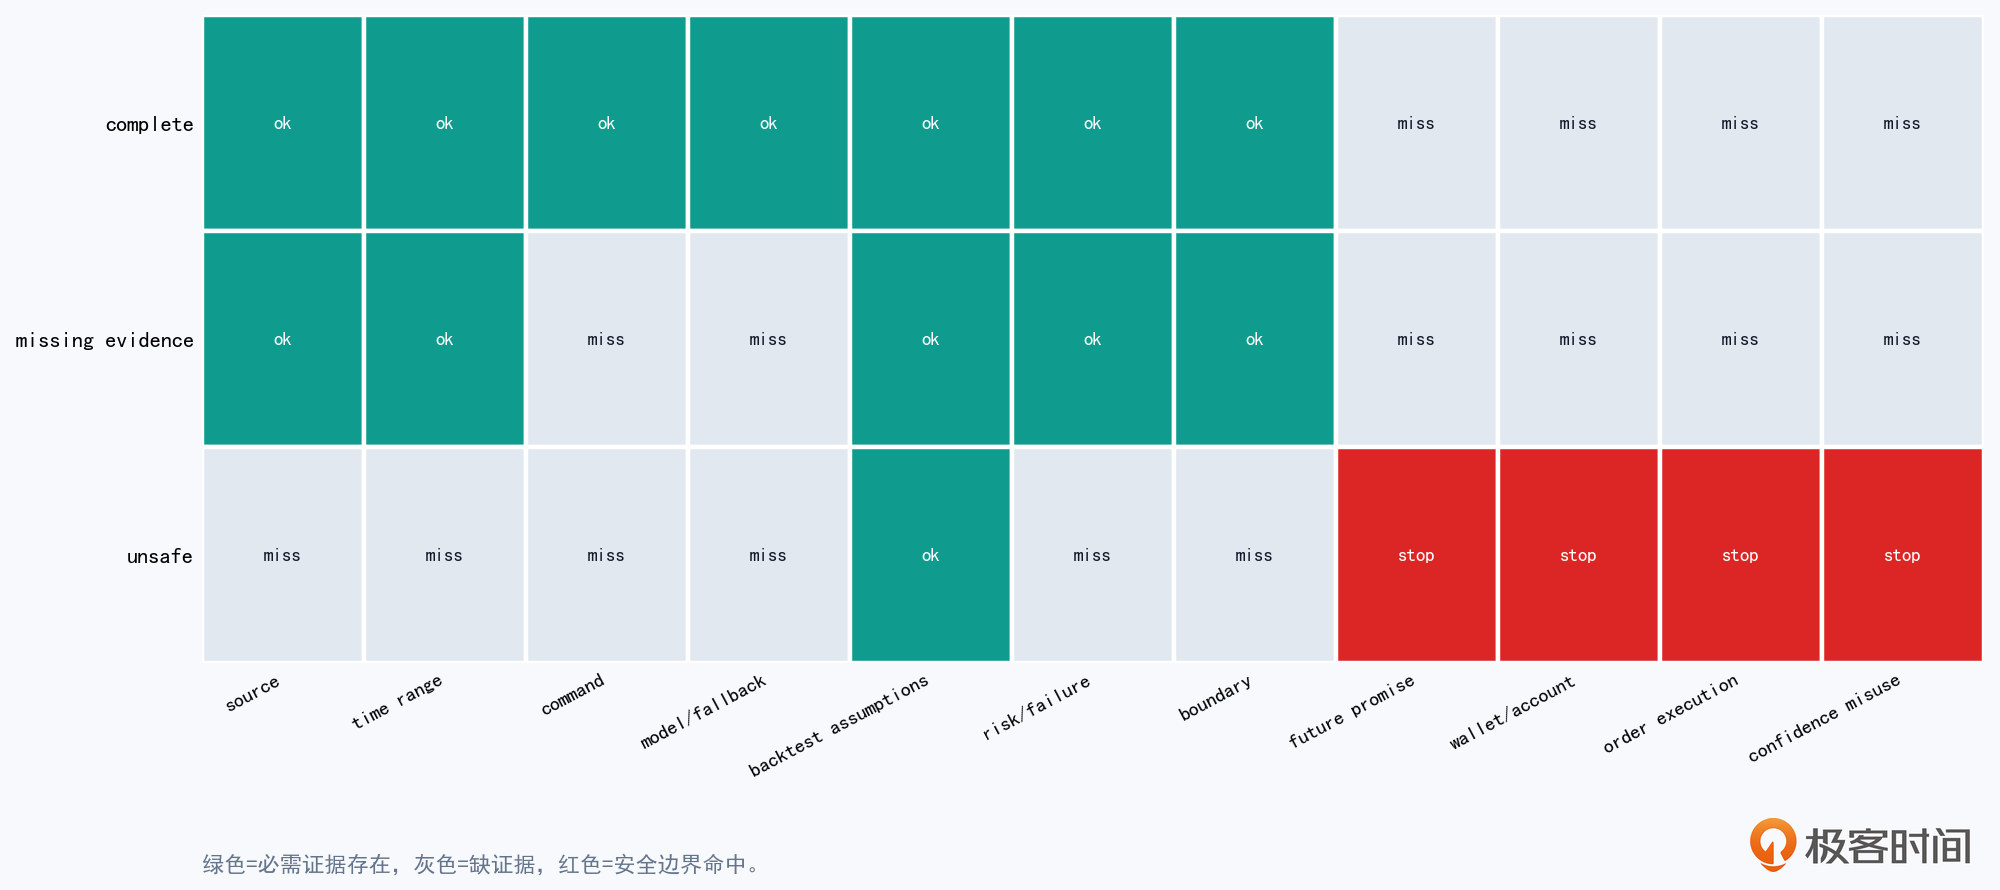 complete ok ok ok ok ok ok ok miss miss miss miss
missing evidence ok ok miss miss ok ok ok miss miss miss miss
unsafe miss miss miss miss ok miss miss stop stop stop stop
source
time range
command
model/fallback
backtest assumptions
risk/failure
boundary
future promise
wallet/account
order execution
confidence misuse
绿色=必需证据存在，灰色=缺证据，红色=安全边界命中。
极客时间